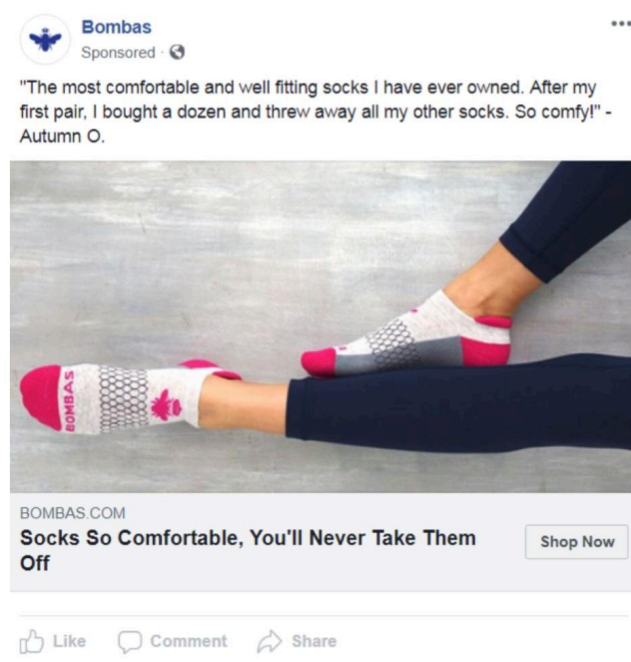 Bombas
Sponsored ·
"The most comfortable and well fitting socks I have ever owned. After my
first pair, I bought a dozen and threw away all my other socks. So comfy!" -
Autumn O.
BOMBAS
BOMBAS.COM
Socks So Comfortable, You'll Never Take Them
Off
Shop Now
Like Comment Share